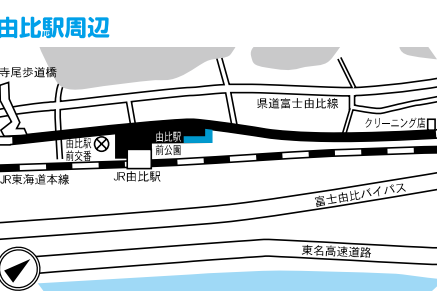 由比駅周辺
寺尾歩道橋
県道富士由比線
クリーニング店
由比駅
前交番
由比駅
前公園
JR東海道本線
JR由比駅
富士由比バイパス
東名高速道路